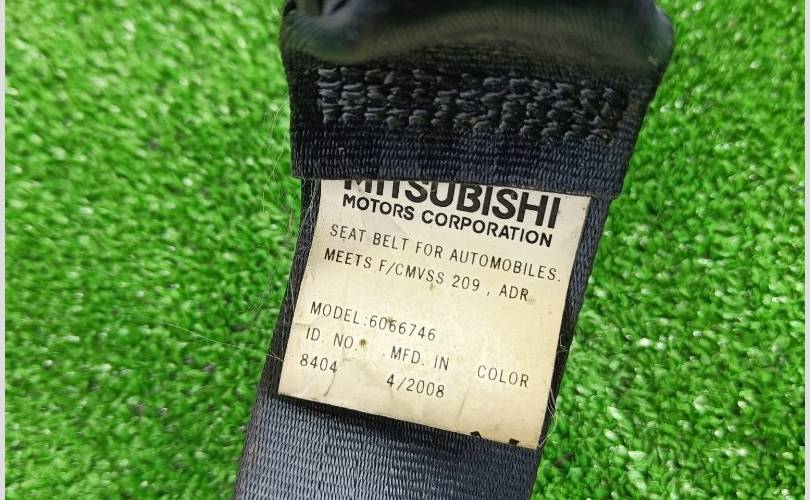 MITSUBISHI
MOTORS CORPORATION
SEAT BELT FOR AUTOMOBILES.
MEETS F/CMVSS 209 , ADR
MODEL:6066746
ID. NO. MFD. IN COLOR
8404 4/2008